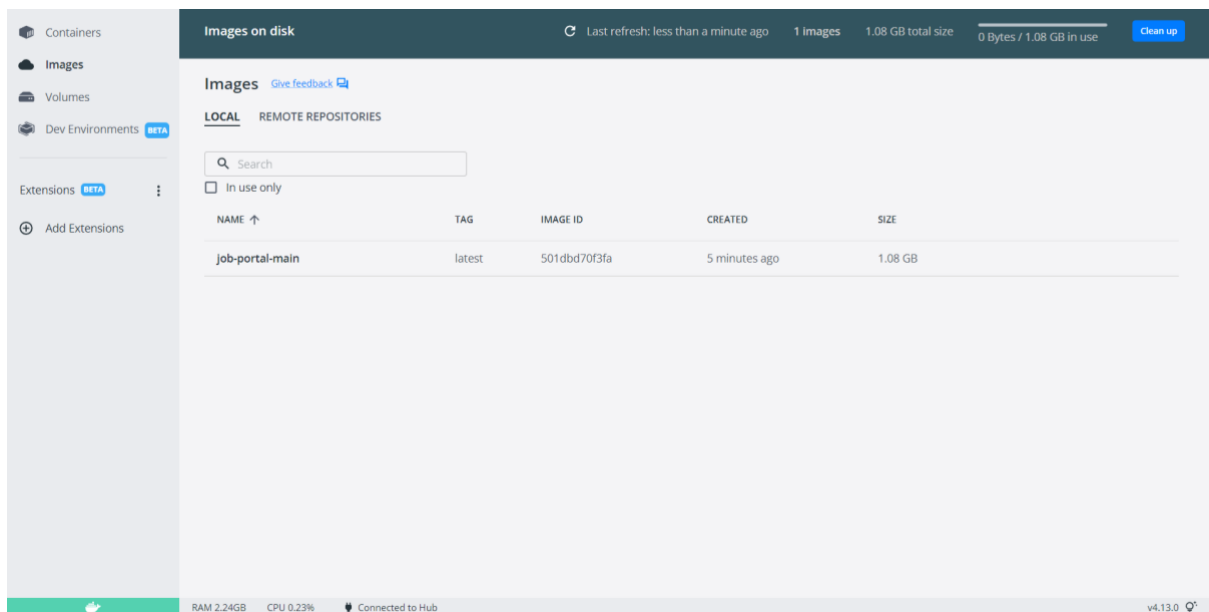 Containers
Images
Volumes
Dev Environments BETA
Extensions BETA
Add Extensions
Images on disk
Last refresh: less than a minute ago
1 images
1.08 GB total size
0 Bytes / 1.08 GB in use
Clean up
Images Give feedback
LOCAL REMOTE REPOSITORIES
Search
In use only
NAME TAG IMAGE ID CREATED SIZE
job-portal-main latest 501dbd70f3fa 5 minutes ago 1.08 GB
RAM 2.24GB CPU 0.23% Connected to Hub
v4.13.0